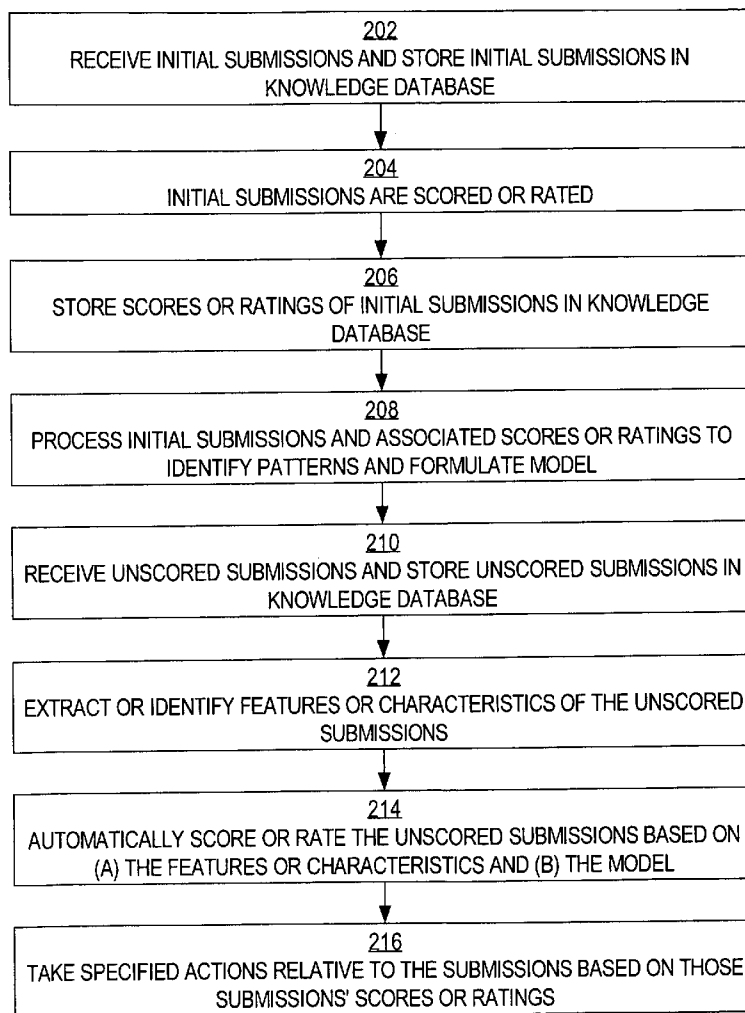 202
RECEIVE INITIAL SUBMISSIONS AND STORE INITIAL SUBMISSIONS IN
KNOWLEDGE DATABASE
204
INITIAL SUBMISSIONS ARE SCORED OR RATED
206
STORE SCORES OR RATINGS OF INITIAL SUBMISSIONS IN KNOWLEDGE
DATABASE
208
PROCESS INITIAL SUBMISSIONS AND ASSOCIATED SCORES OR RATINGS TO
IDENTIFY PATTERNS AND FORMULATE MODEL
210
RECEIVE UNSCORED SUBMISSIONS AND STORE UNSCORED SUBMISSIONS IN
KNOWLEDGE DATABASE
212
EXTRACT OR IDENTIFY FEATURES OR CHARACTERISTICS OF THE UNSCORED
SUBMISSIONS
214
AUTOMATICALLY SCORE OR RATE THE UNSCORED SUBMISSIONS BASED ON
(A) THE FEATURES OR CHARACTERISTICS AND (B) THE MODEL
216
TAKE SPECIFIED ACTIONS RELATIVE TO THE SUBMISSIONS BASED ON THOSE
SUBMISSIONS' SCORES OR RATINGS